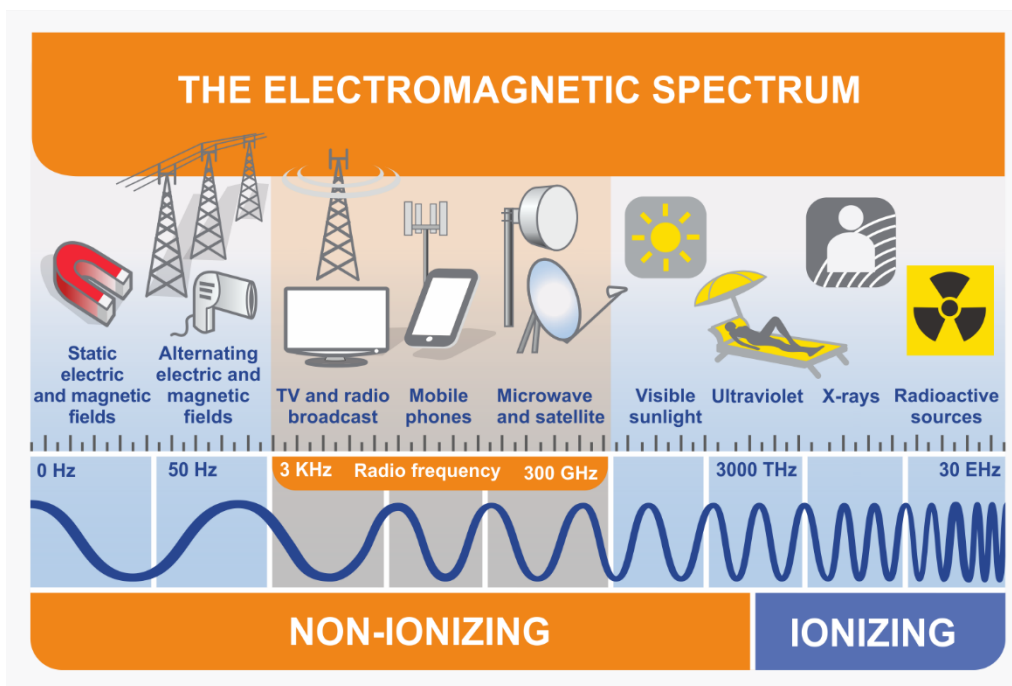 THE ELECTROMAGNETIC SPECTRUM
Static
electric
and magnetic
fields
Alternating
electric and
magnetic
fields
TV and radio
broadcast
Mobile
phones
Microwave
and satellite
Visible
sunlight
Ultraviolet
X-rays
Radioactive
sources
0 Hz
50 Hz
3 KHz
Radio frequency
300 GHz
3000 THz
30 EHz
NON-IONIZING
IONIZING